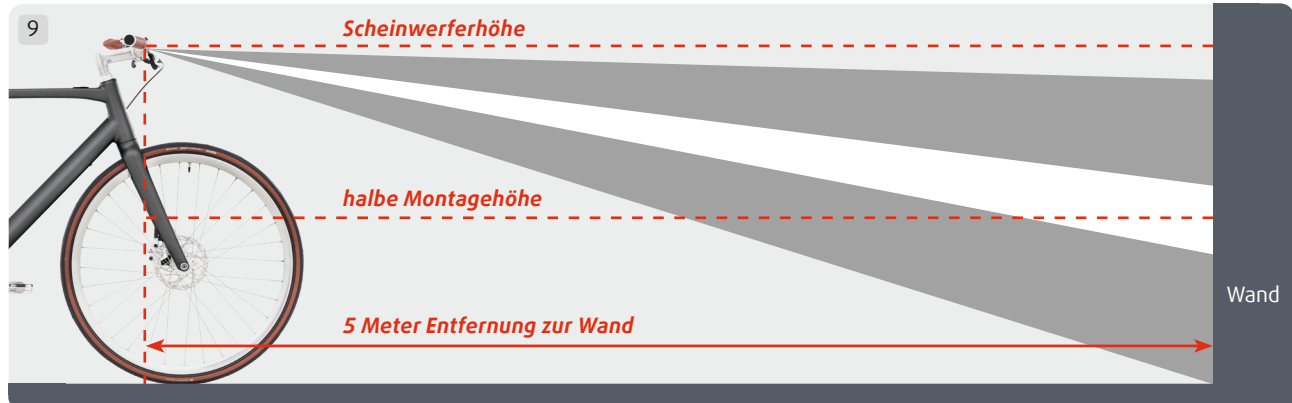 9
Scheinwerferhöhe
halbe Montagehöhe
Wand
5 Meter Entfernung zur Wand